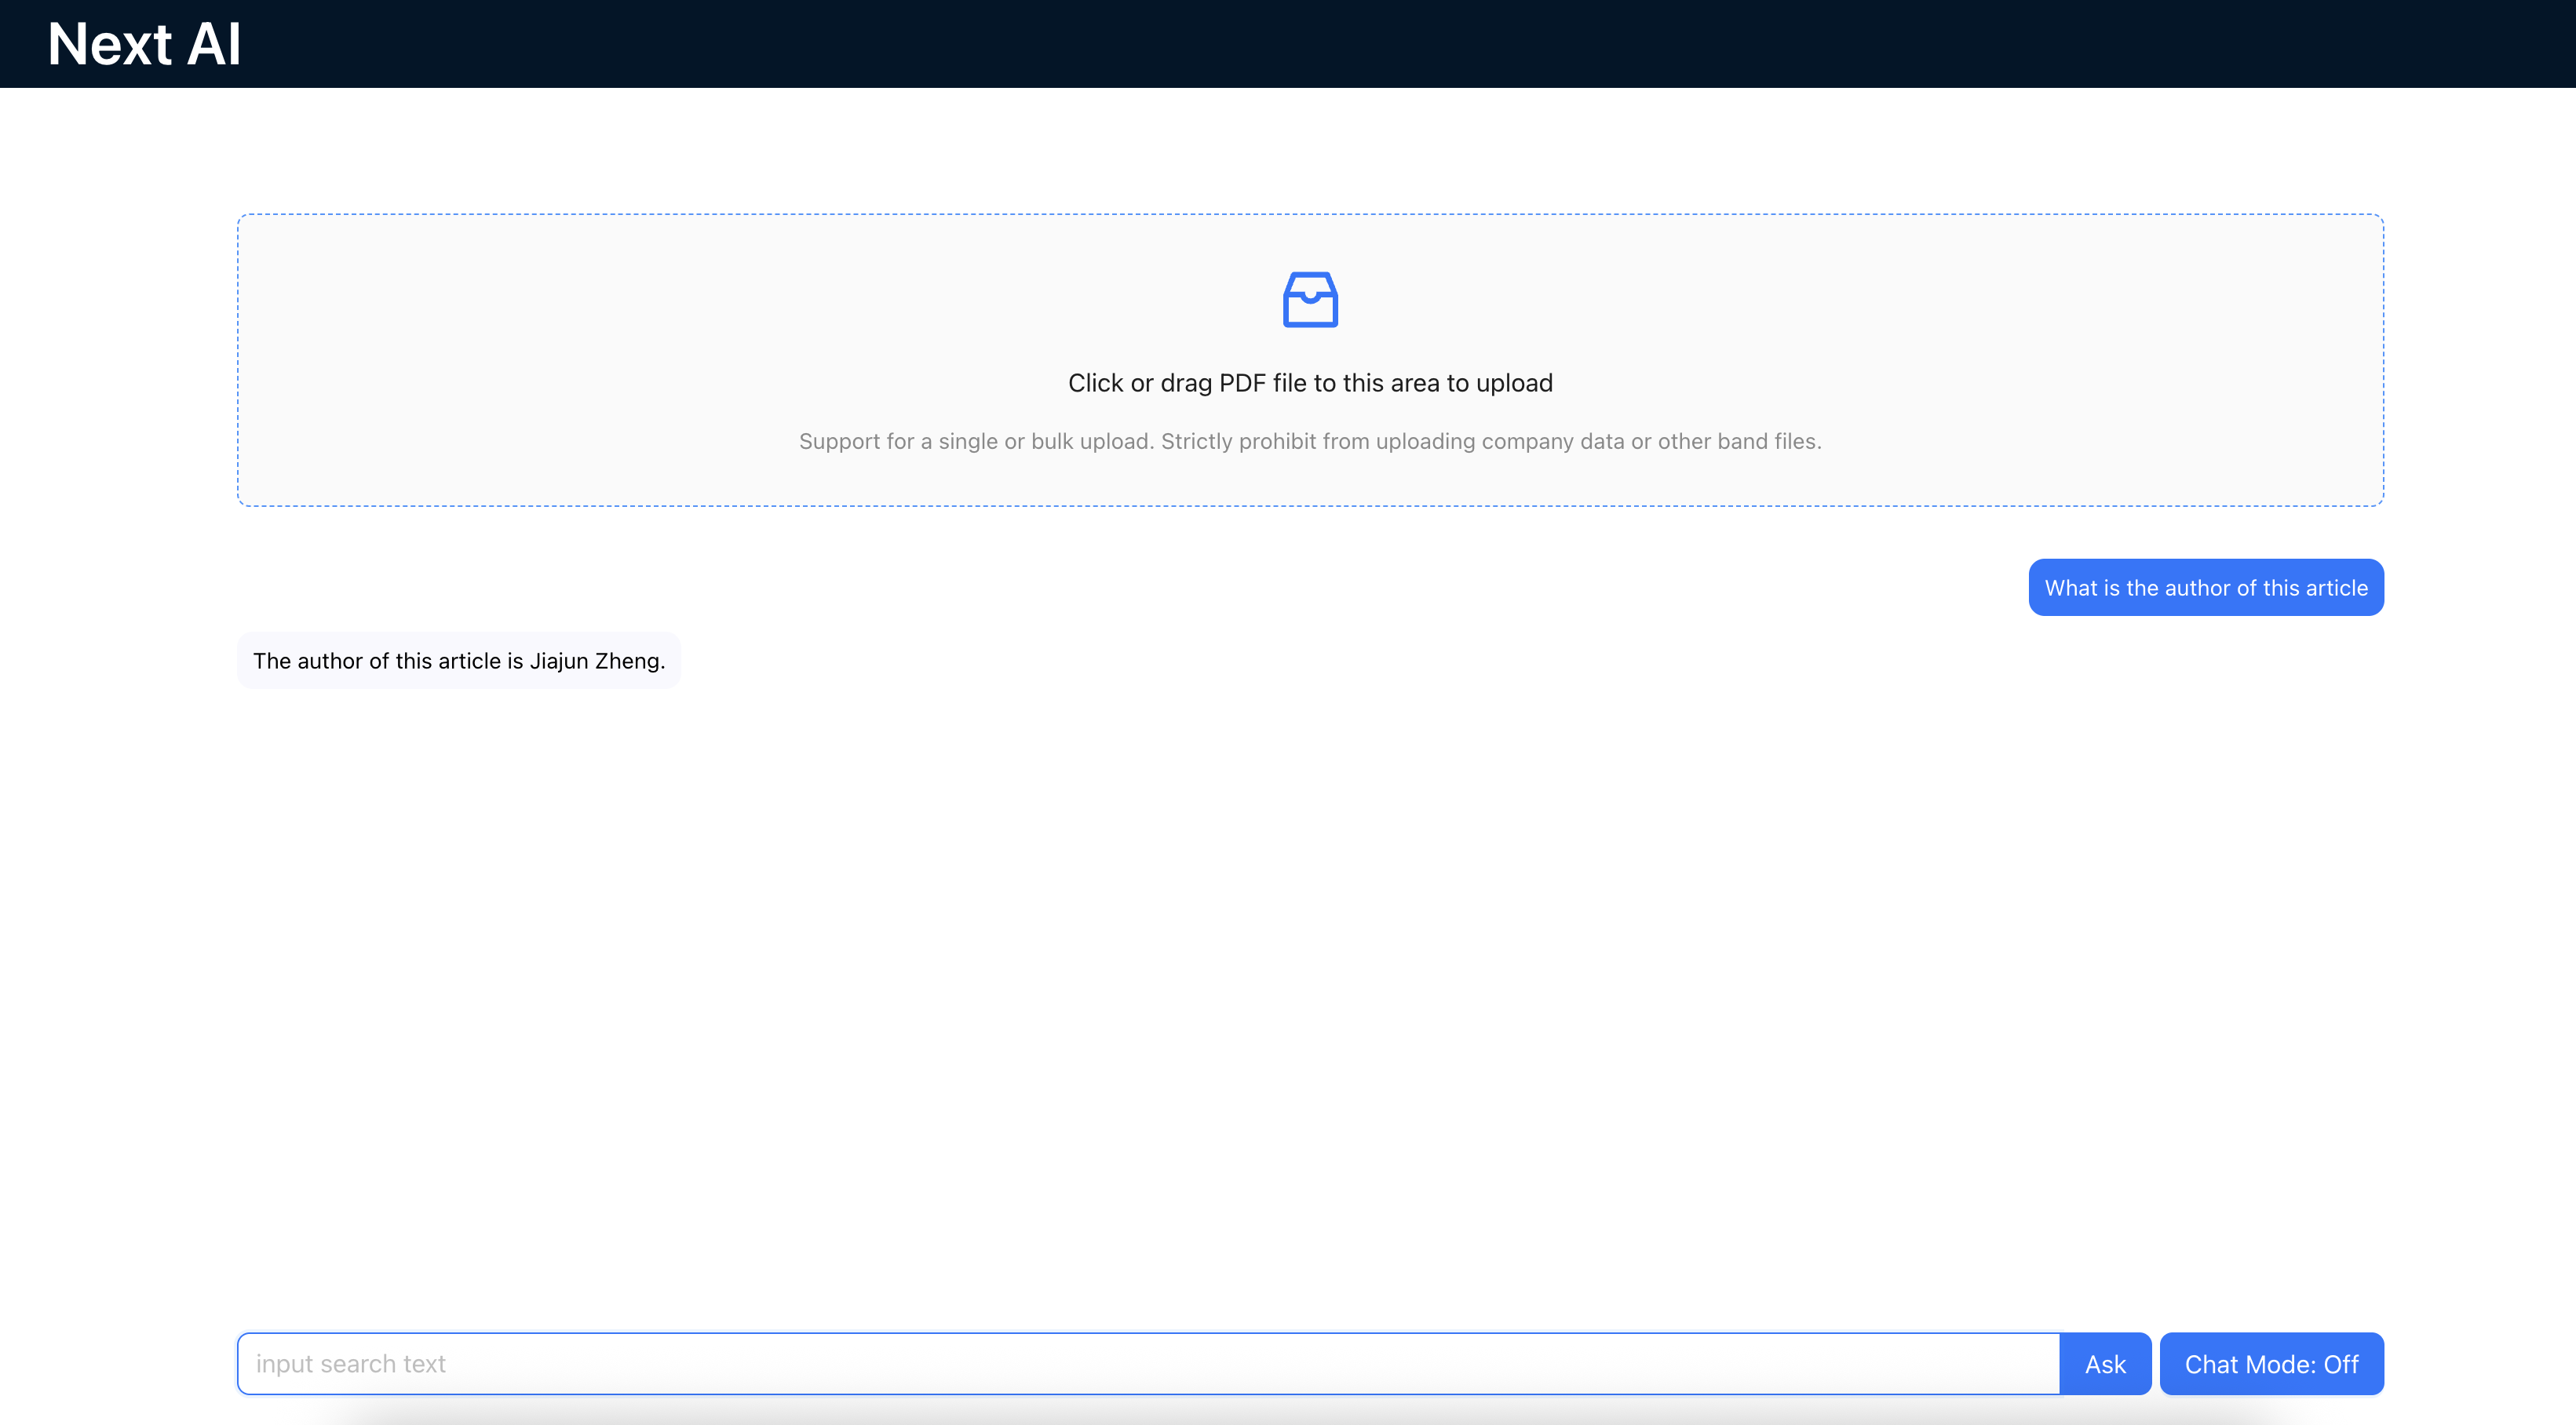 Next AI
Click or drag PDF file to this area to upload
Support for a single or bulk upload. Strictly prohibit from uploading company data or other band files.
What is the author of this article
The author of this article is Jiajun Zheng.
input search text
Ask
Chat Mode: Off